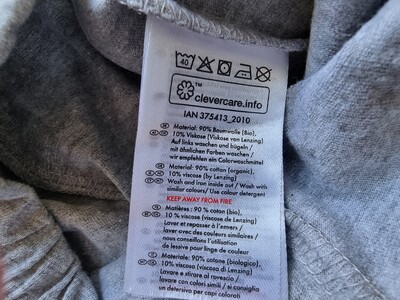 40
™
clevercare.info
IAN 375413_2010
Material: 90% Baumwolle (Bio),
10% Viskose (Viskose von Lenzing)
Auf links waschen und bügeln /
mit ähnlichen Farben waschen /
wir empfehlen ein Colorwaschmittel
Material: 90% cotton (organic),
10% viscose (by Lenzing)
Wash and iron inside out / Wash with
similar colours/ Use colour detergent
KEEP AWAY FROM FIRE
Matières : 90 % coton (bio),
10 % viscose (viscose de Lenzing)
Laver et repasser à l'envers /
laver avec des couleurs similaires /
nous conseillons l'utilisation
de lessive pour linge de couleur
Materiale: 90% cotone (biologico),
10% viscosa (viscosa di Lenzing)
Lavare e stirare al rovescio /
Lavare con colori simili / si consiglia
un detersivo per capi colorati